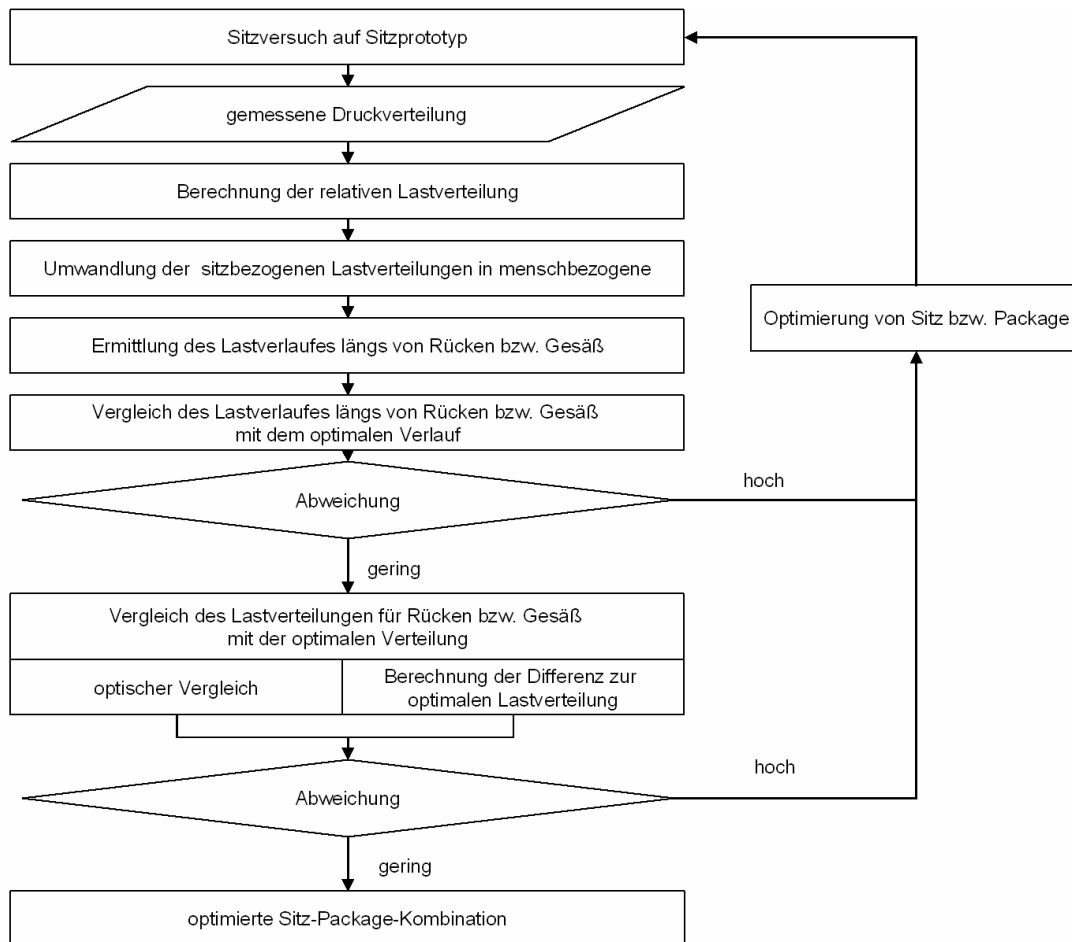 Sitzversuch auf Sitzprototyp
gemessene Druckverteilung
Berechnung der relativen Lastverteilung
Umwandlung der sitzbezogenen Lastverteilungen in menschbezogene
Optimierung von Sitz bzw. Package
Ermittlung des Lastverlaufes längs von Rücken bzw. Gesäß
Vergleich des Lastverlaufes längs von Rücken bzw. Gesäß
mit dem optimalen Verlauf
Abweichung
hoch
gering
Vergleich des Lastverteilungen für Rücken bzw. Gesäß
mit der optimalen Verteilung
optischer Vergleich
Berechnung der Differenz zur
optimalen Lastverteilung
Abweichung
hoch
gering
optimierte Sitz-Package-Kombination